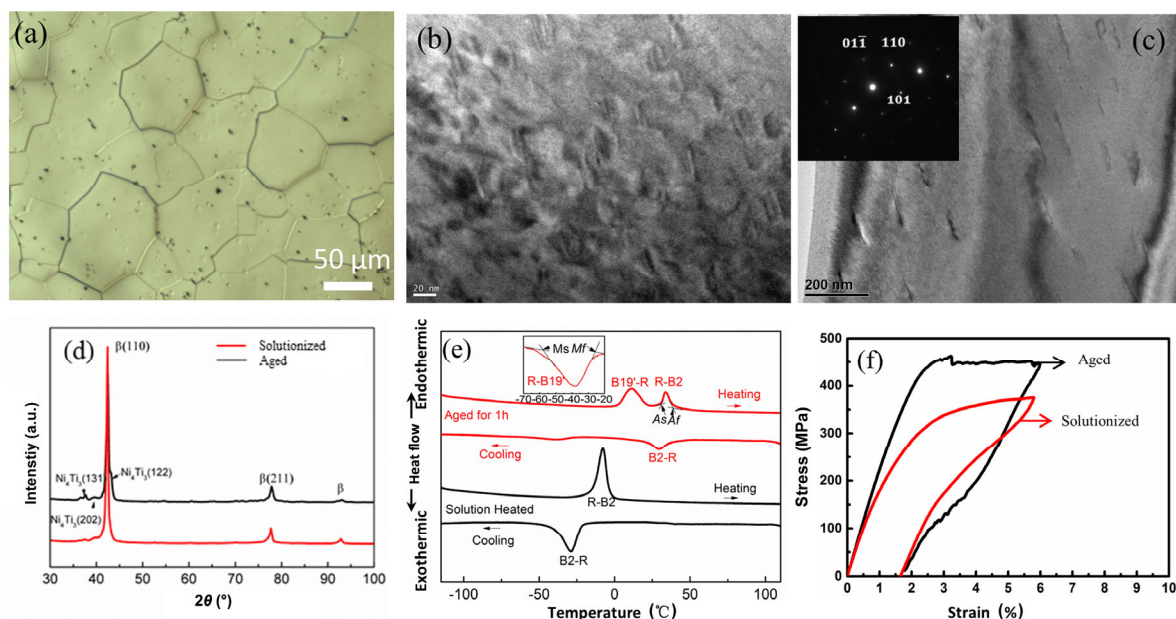 (a)
50 μm
(b)
20 nm
(c)
011̄ 110
101
200 nm
(d)
β(110)
Solutionized
Aged
Ni4Ti3(131)
Ni4Ti3(122)
Ni4Ti3(202)
β(211)
β
Intenstiy (a.u.)
30 40 50 60 70 80 90 100
2θ (°)
(e)
Endothermic
Heat flow
Exothermic
Ms Mf
R-B19'
-70 -60 -50 -40 -30 -20
B19'-R
R-B2
Heating
As Af
Aged for 1h
Cooling
B2-R
R-B2
Heating
Solution Heated
Cooling
B2-R
-100 -50 0 50 100
Temperature (℃)
(f)
500
450
400
300
200
100
0
Stress (MPa)
Aged
Solutionized
0 1 2 3 4 5 6 7 8 9 10
Strain (%)